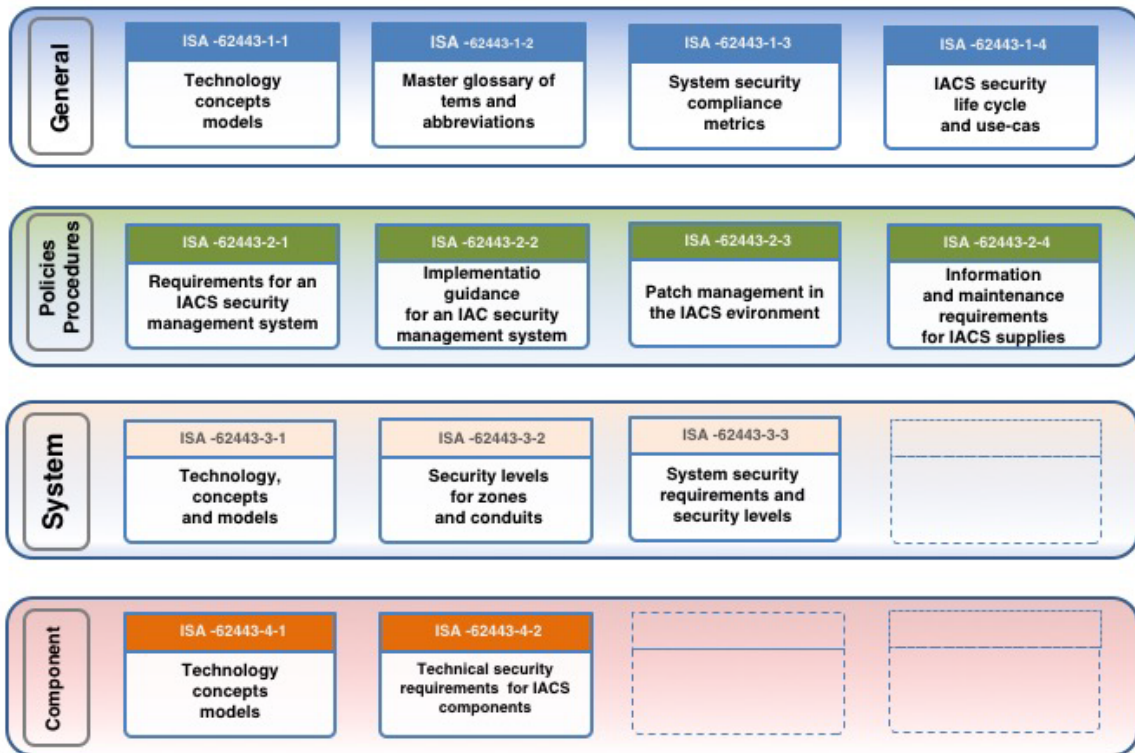 General
ISA -62443-1-1
Technology
concepts
models
ISA -62443-1-2
Master glossary of
tems and
abbreviations
ISA -62443-1-3
System security
compliance
metrics
ISA -62443-1-4
IACS security
life cycle
and use-cas
Policies
Procedures
ISA -62443-2-1
Requirements for an
IACS security
management system
ISA -62443-2-2
Implementatio
guidance
for an IAC security
management system
ISA -62443-2-3
Patch management in
the IACS evironment
ISA -62443-2-4
Information
and maintenance
requirements
for IACS supplies
System
ISA -62443-3-1
Technology,
concepts
and models
ISA -62443-3-2
Security levels
for zones
and conduits
ISA -62443-3-3
System security
requirements and
security levels
Component
ISA -62443-4-1
Technology
concepts
models
ISA -62443-4-2
Technical security
requirements for IACS
components